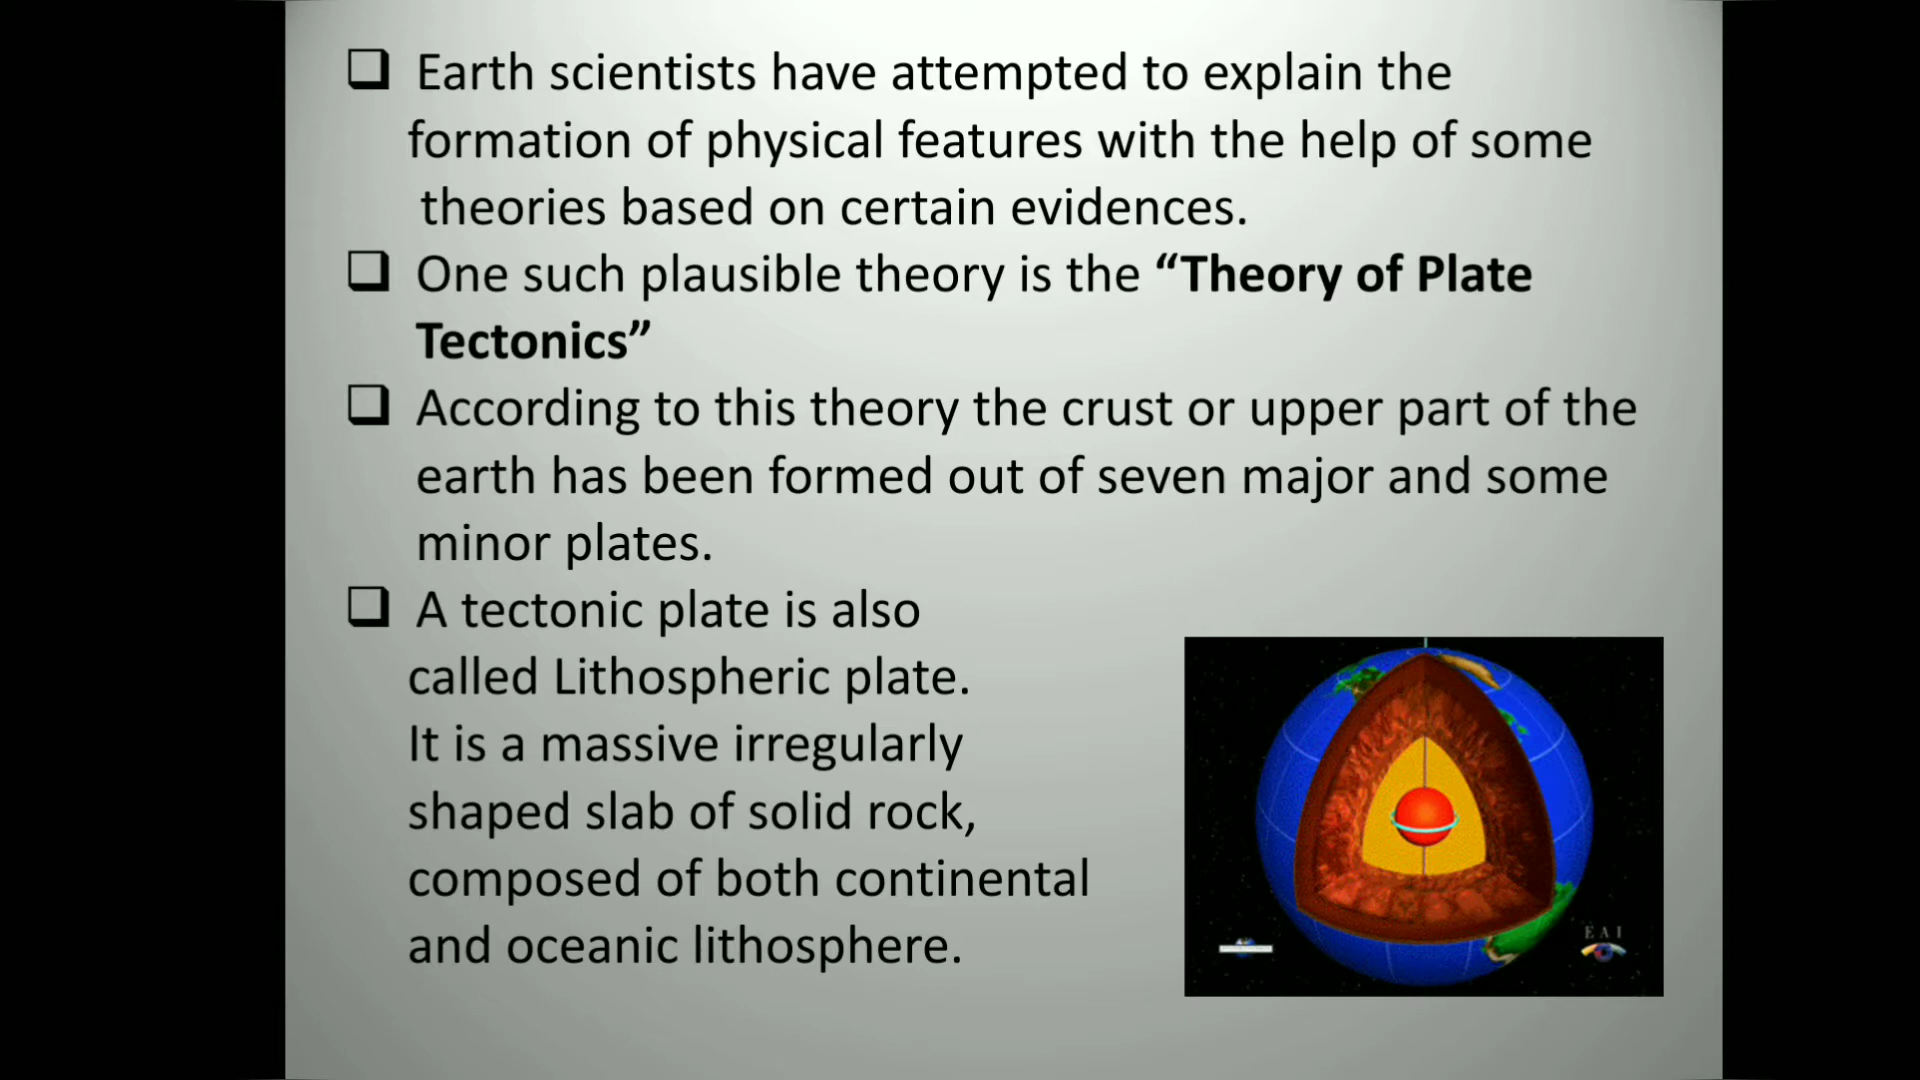 Earth scientists have attempted to explain the
formation of physical features with the help of some
theories based on certain evidences.
One such plausible theory is the “Theory of Plate
Tectonics”
According to this theory the crust or upper part of the
earth has been formed out of seven major and some
minor plates.
A tectonic plate is also
called Lithospheric plate.
It is a massive irregularly
shaped slab of solid rock,
composed of both continental
and oceanic lithosphere.
EAI